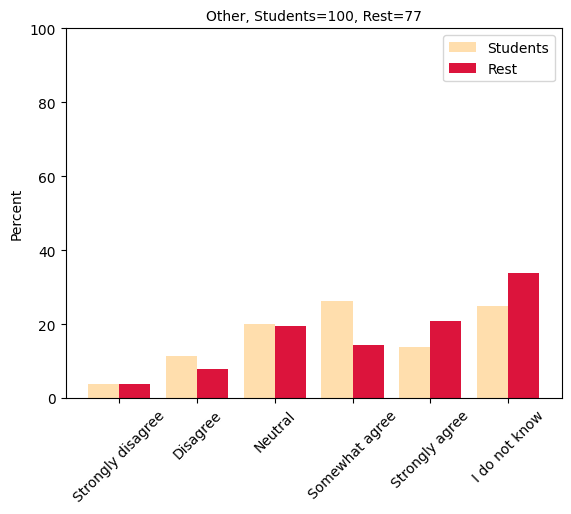 Other, Students=100, Rest=77
100
80
60
40
20
0
Percent
Students
Rest
Strongly disagree
Disagree
Neutral
Somewhat agree
Strongly agree
I do not know